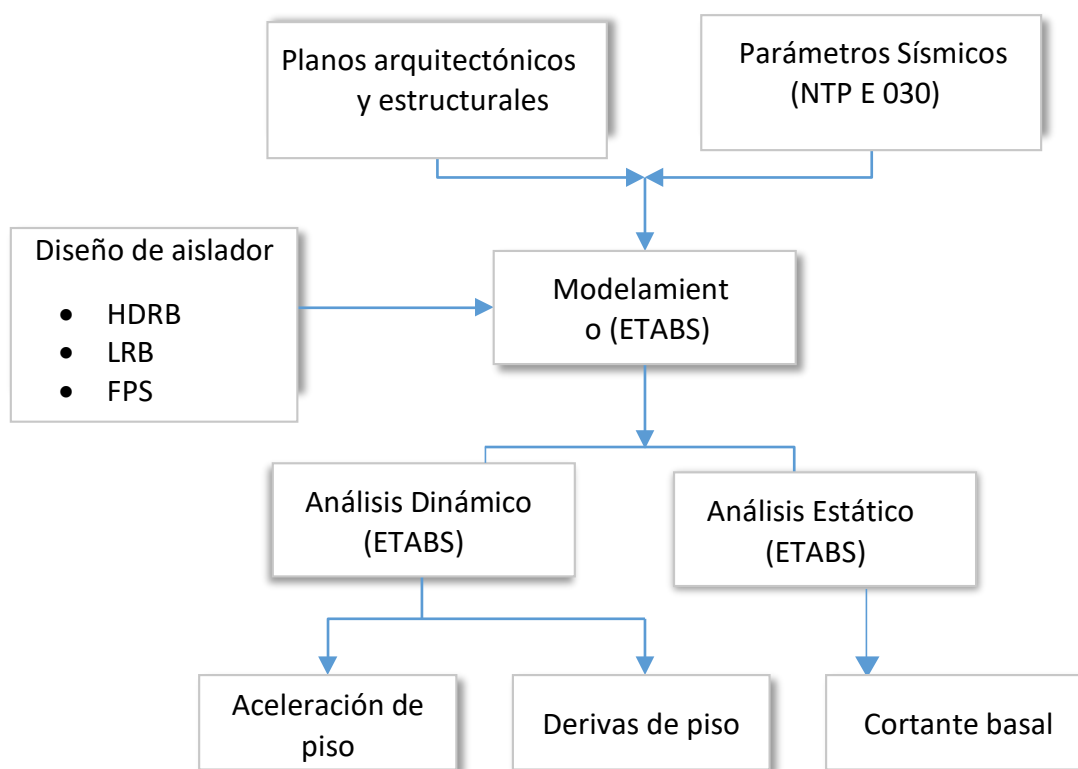 Planos arquitectónicos
y estructurales
Parámetros Sísmicos
(NTP E 030)
Diseño de aislador
• HDRB
• LRB
• FPS
Modelamient
o (ETABS)
Análisis Dinámico
(ETABS)
Análisis Estático
(ETABS)
Aceleración de
piso
Derivas de piso
Cortante basal